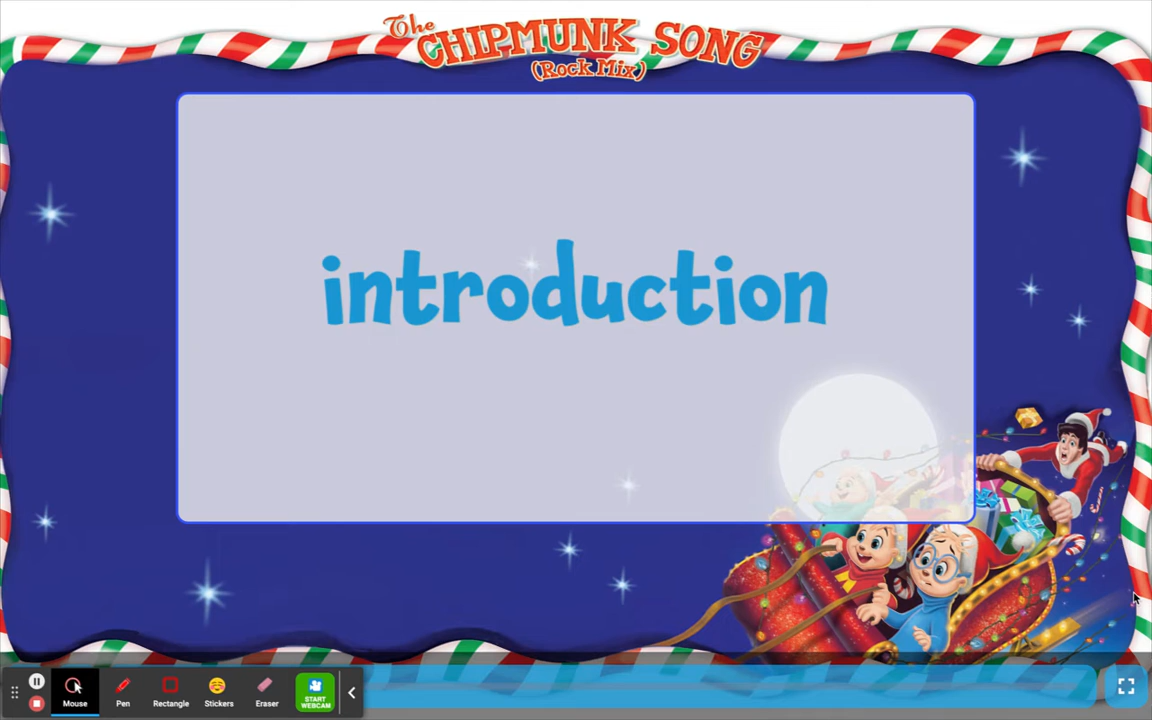 The
CHIPMUNK SONG
(Rock Mix)
introduction
Mouse
Pen
Rectangle
Stickers
Eraser
START
WEBCAM